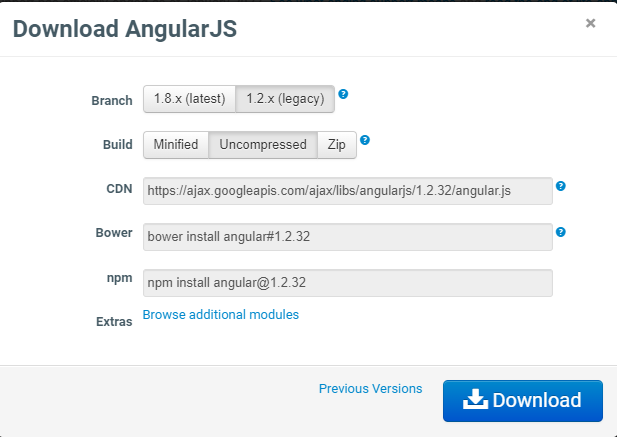 Download AngularJS ×
Branch 1.8.x (latest) 1.2.x (legacy) ?
Build Minified Uncompressed Zip ?
CDN https://ajax.googleapis.com/ajax/libs/angularjs/1.2.32/angular.js ?
Bower bower install angular#1.2.32 ?
npm npm install angular@1.2.32
Extras Browse additional modules
Previous Versions Download